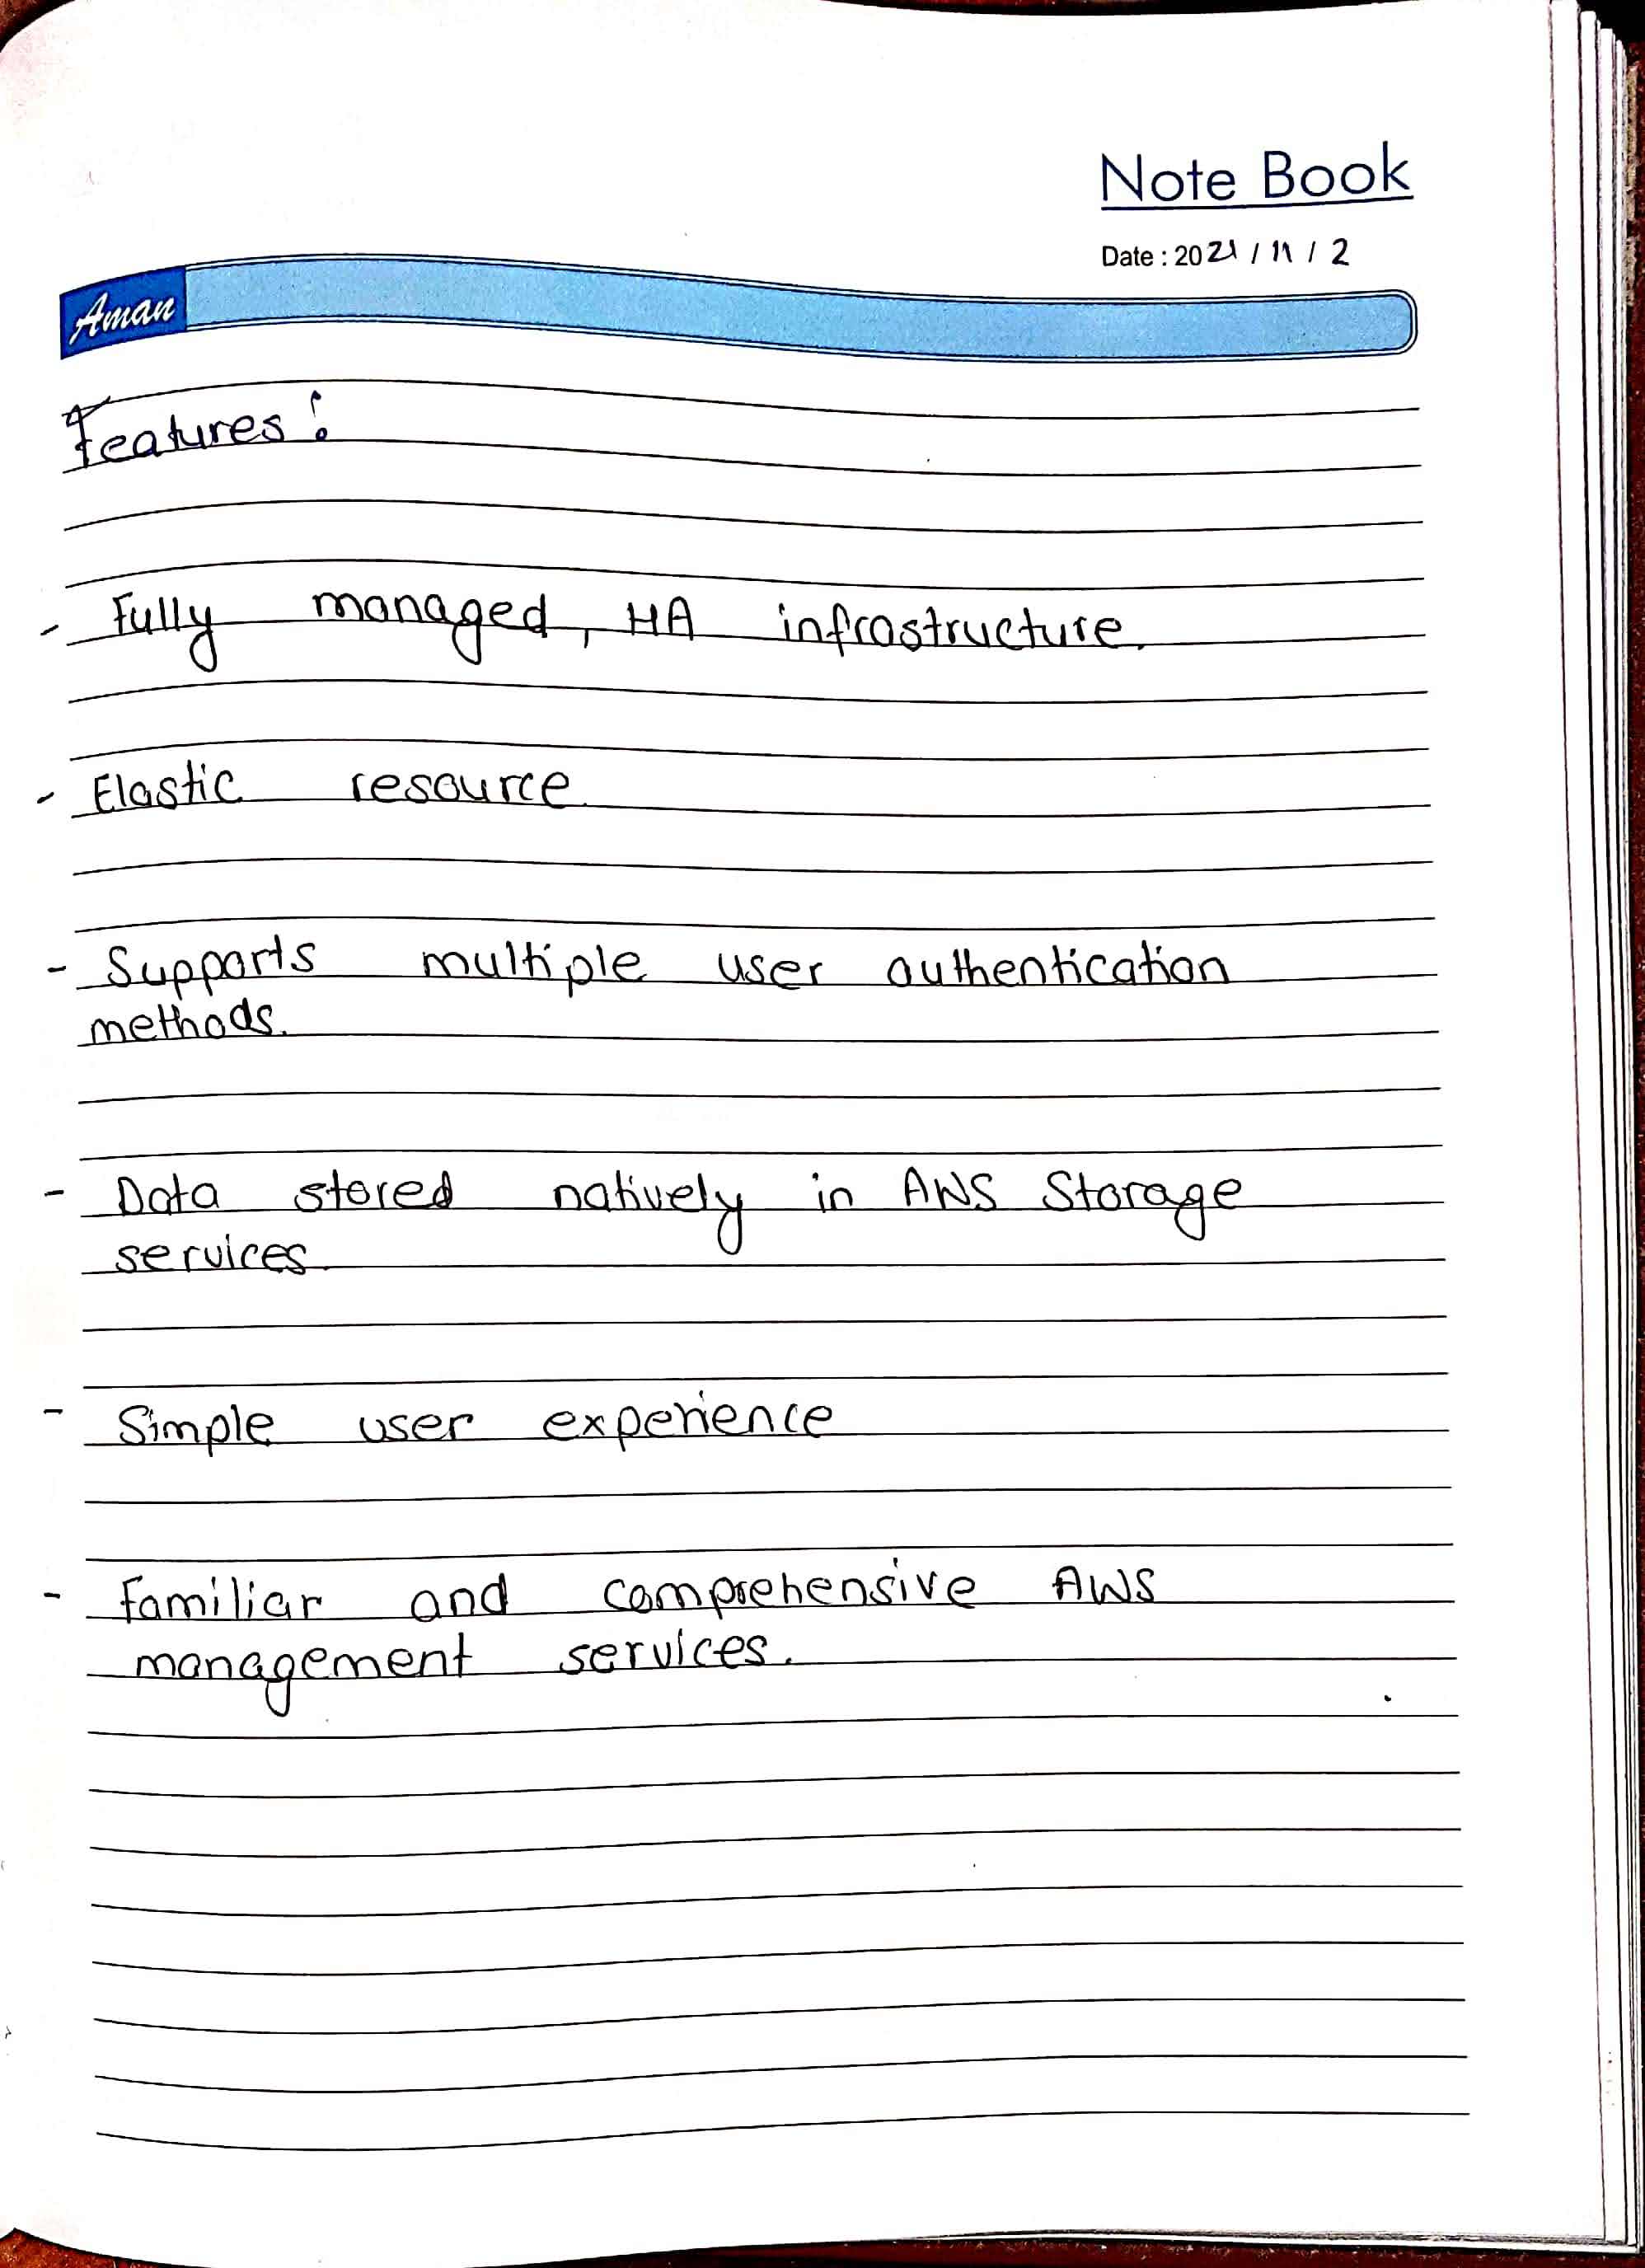 Note Book
Date : 2021 / 11 / 2
Aman
Features :
- Fully managed, HA infrastructure.
- Elastic resource.
- Supports multiple user authentication
methods.
- Data stored natively in AWS Storage
services.
- Simple user experience
- Familiar and comprehensive AWS
management services.